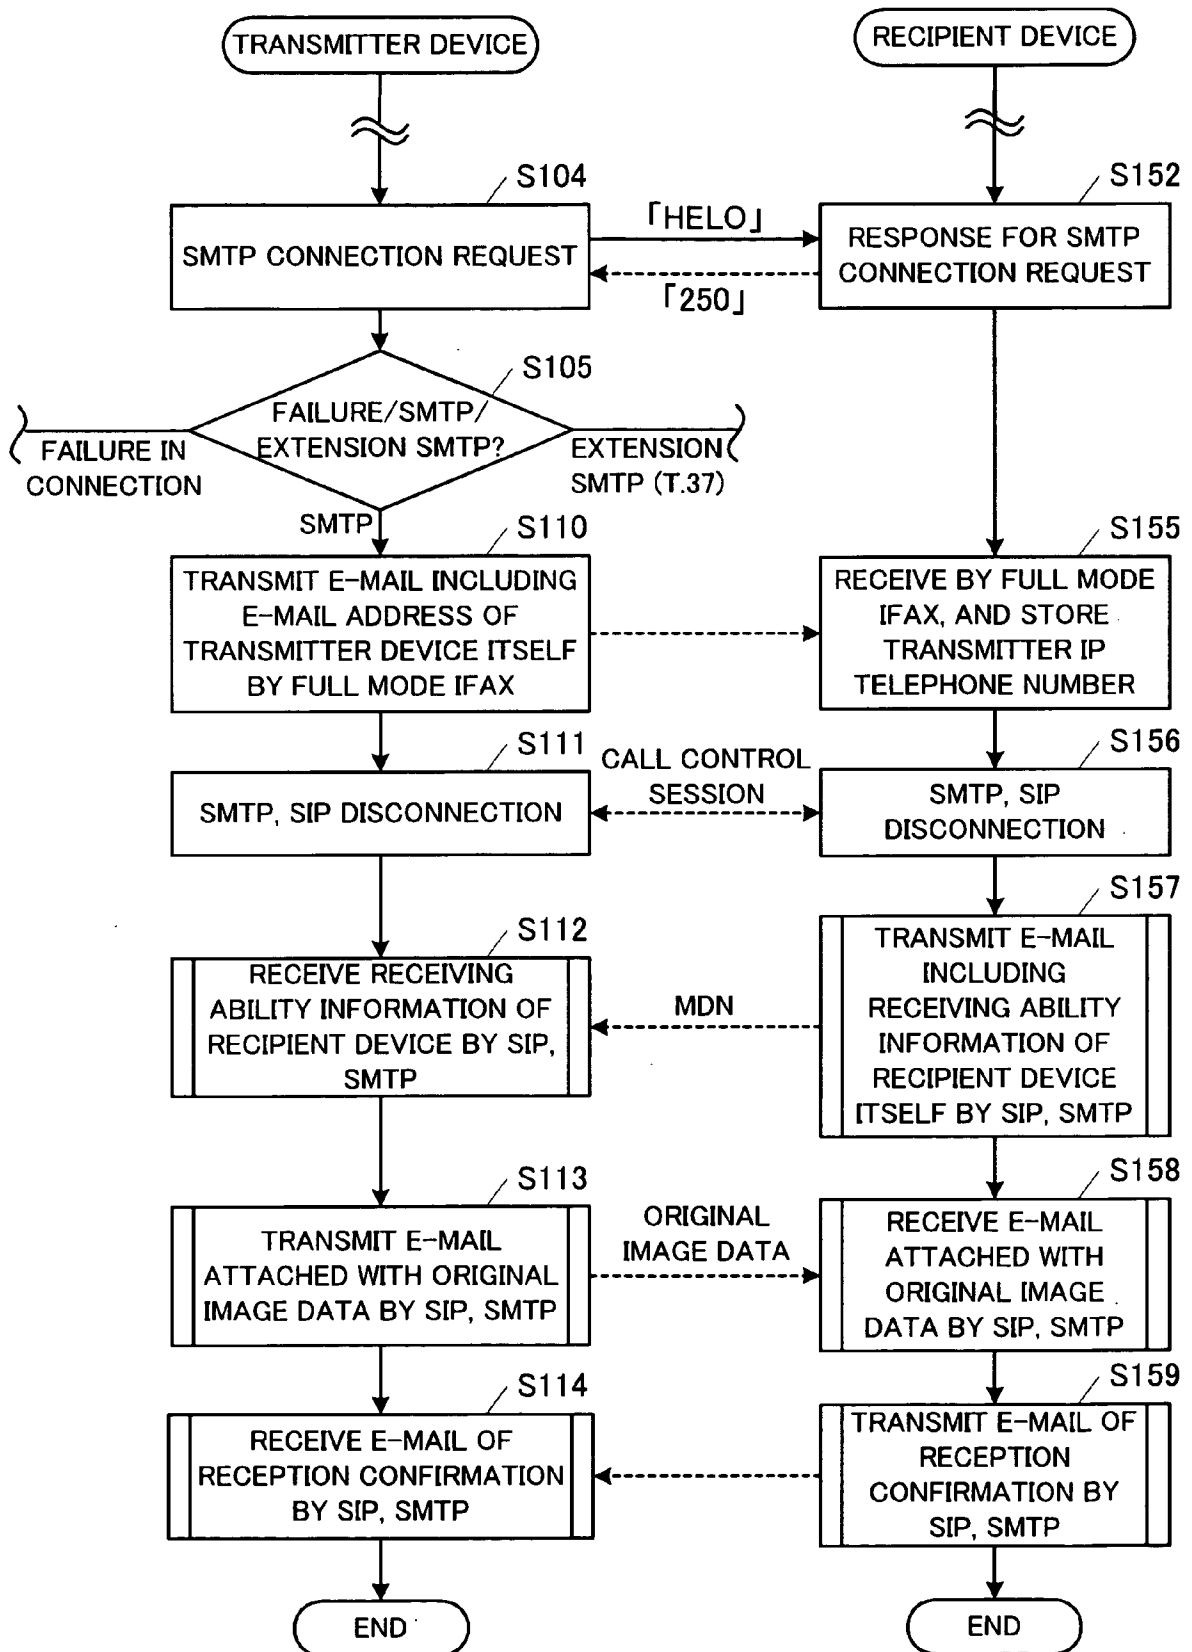 TRANSMITTER DEVICE
RECIPIENT DEVICE
S104
SMTP CONNECTION REQUEST
「HELO」
「250」
S152
RESPONSE FOR SMTP
CONNECTION REQUEST
S105
FAILURE/SMTP/
EXTENSION SMTP?
FAILURE IN
CONNECTION
EXTENSION
SMTP (T.37)
SMTP
S110
TRANSMIT E-MAIL INCLUDING
E-MAIL ADDRESS OF
TRANSMITTER DEVICE ITSELF
BY FULL MODE IFAX
S155
RECEIVE BY FULL MODE
IFAX, AND STORE
TRANSMITTER IP
TELEPHONE NUMBER
S111
SMTP, SIP DISCONNECTION
CALL CONTROL
SESSION
S156
SMTP, SIP
DISCONNECTION
S112
RECEIVE RECEIVING
ABILITY INFORMATION OF
RECIPIENT DEVICE BY SIP,
SMTP
MDN
S157
TRANSMIT E-MAIL
INCLUDING
RECEIVING ABILITY
INFORMATION OF
RECIPIENT DEVICE
ITSELF BY SIP, SMTP
S113
TRANSMIT E-MAIL
ATTACHED WITH ORIGINAL
IMAGE DATA BY SIP, SMTP
ORIGINAL
IMAGE DATA
S158
RECEIVE E-MAIL
ATTACHED WITH
ORIGINAL IMAGE
DATA BY SIP, SMTP
S114
RECEIVE E-MAIL OF
RECEPTION CONFIRMATION
BY SIP, SMTP
S159
TRANSMIT E-MAIL OF
RECEPTION
CONFIRMATION BY
SIP, SMTP
END
END